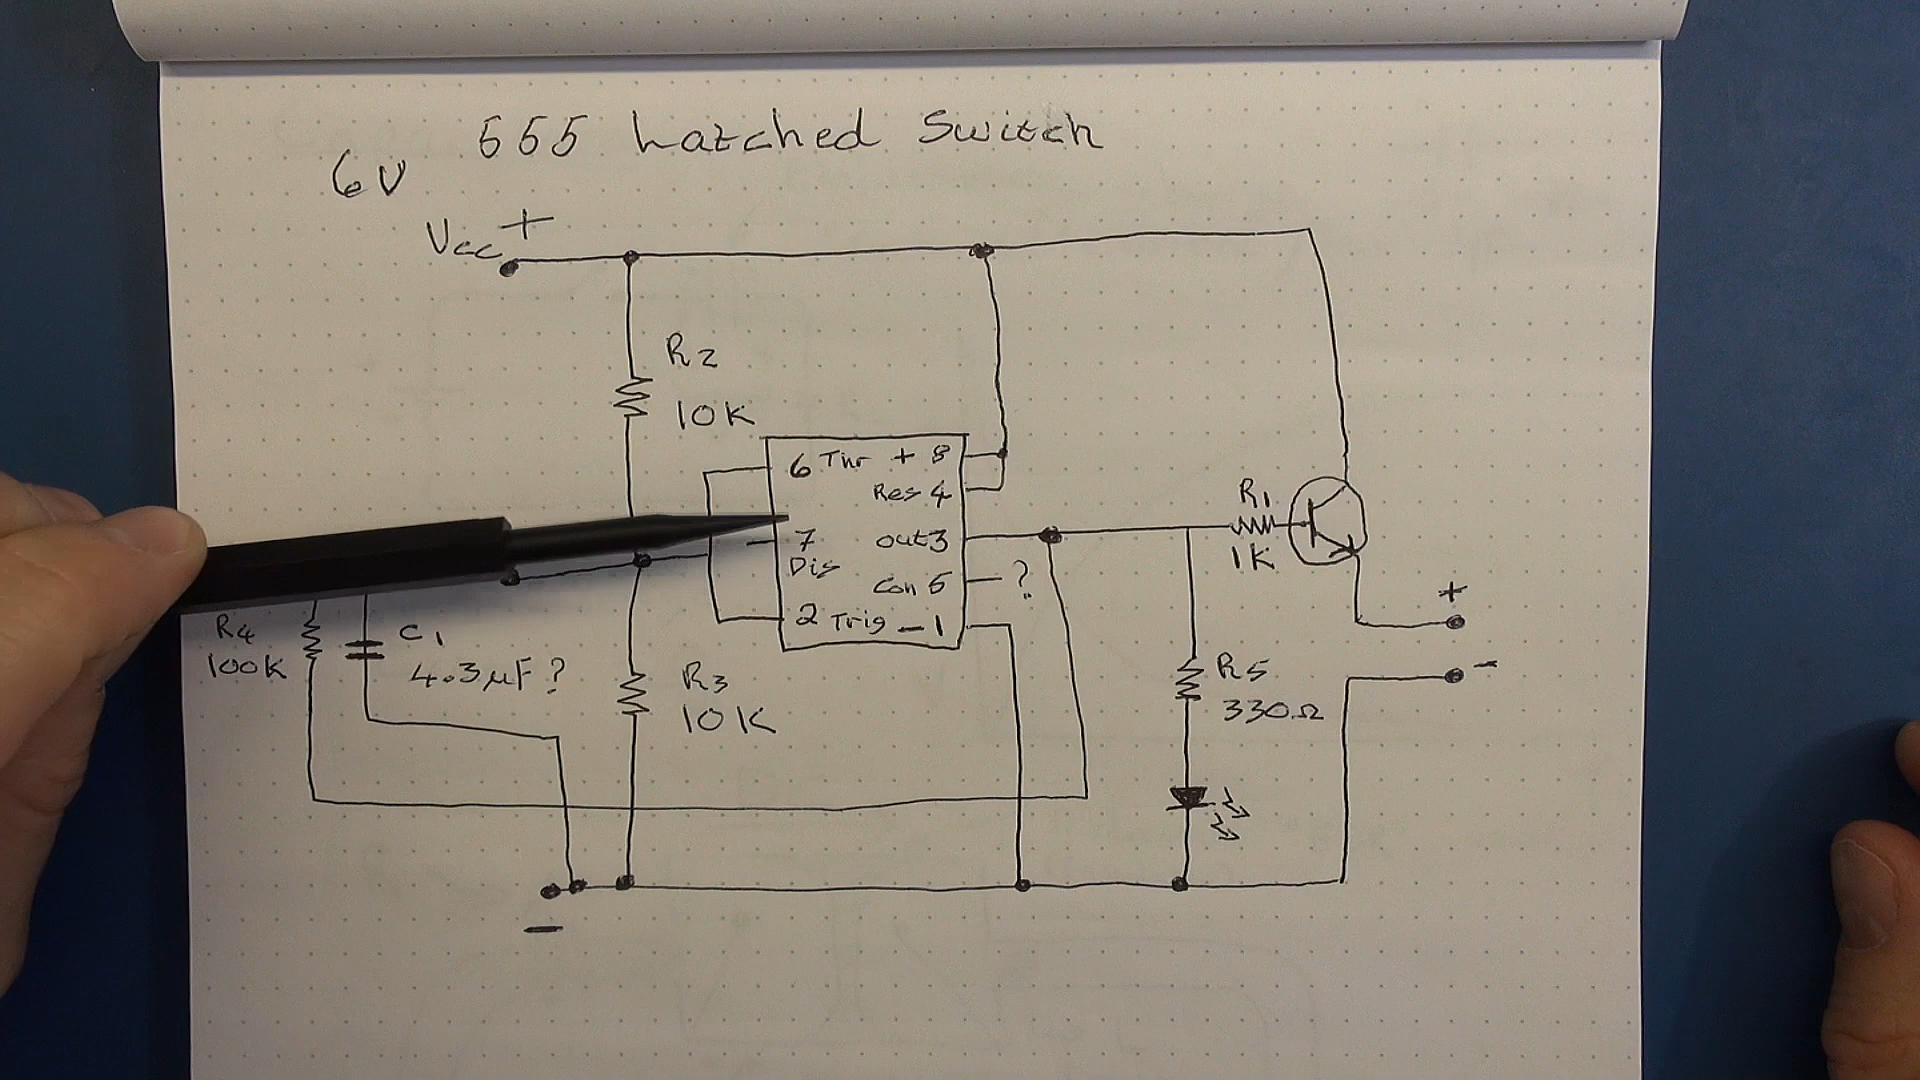 555 Latched Switch
6V
Vcc +
R2
10K
6 Thr + 8
Res 4
7 out 3
Dis
Con 5 ?
2 Trig - 1
R1
1K
+
-
R4
100K
C1
4.3µF?
R3
10K
R5
330Ω
-